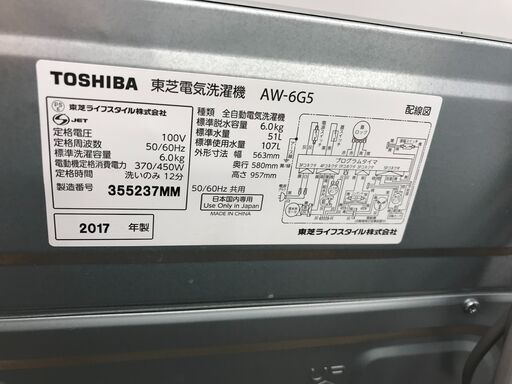 TOSHIBA 東芝電気洗濯機 AW-6G5
東芝ライフスタイル株式会社
JET
定格電圧 100V
定格周波数 50/60Hz
標準洗濯容量 6.0kg
電動機定格消費電力 370/450W
定格時間 洗いのみ 12分
製造番号 355237MM
2017 年製
種類 全自動電気洗濯機
標準脱水容量 6.0kg
標準水量 51L
標準使用水量 107L
外形寸法 幅 563mm
奥行 580mm
高さ 957mm
50/60Hz 共用
日本国内専用
Use Only in Japan
MADE IN CHINA
配線図
プログラムタイマ
東芝ライフスタイル株式会社
UP